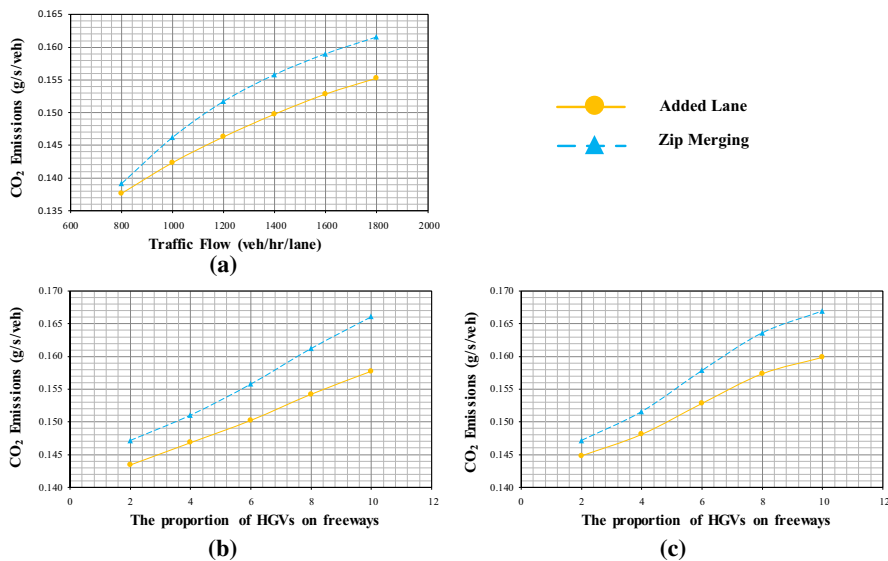 CO₂ Emissions (g/s/veh)
0.165
0.160
0.155
0.150
0.145
0.140
0.135
600 800 1000 1200 1400 1600 1800 2000
Traffic Flow (veh/hr/lane)
(a)
Added Lane
Zip Merging
CO₂ Emissions (g/s/veh)
0.170
0.165
0.160
0.155
0.150
0.145
0.140
0 2 4 6 8 10 12
The proportion of HGVs on freeways
(b)
CO₂ Emissions (g/s/veh)
0.170
0.165
0.160
0.155
0.150
0.145
0.140
0 2 4 6 8 10 12
The proportion of HGVs on freeways
(c)